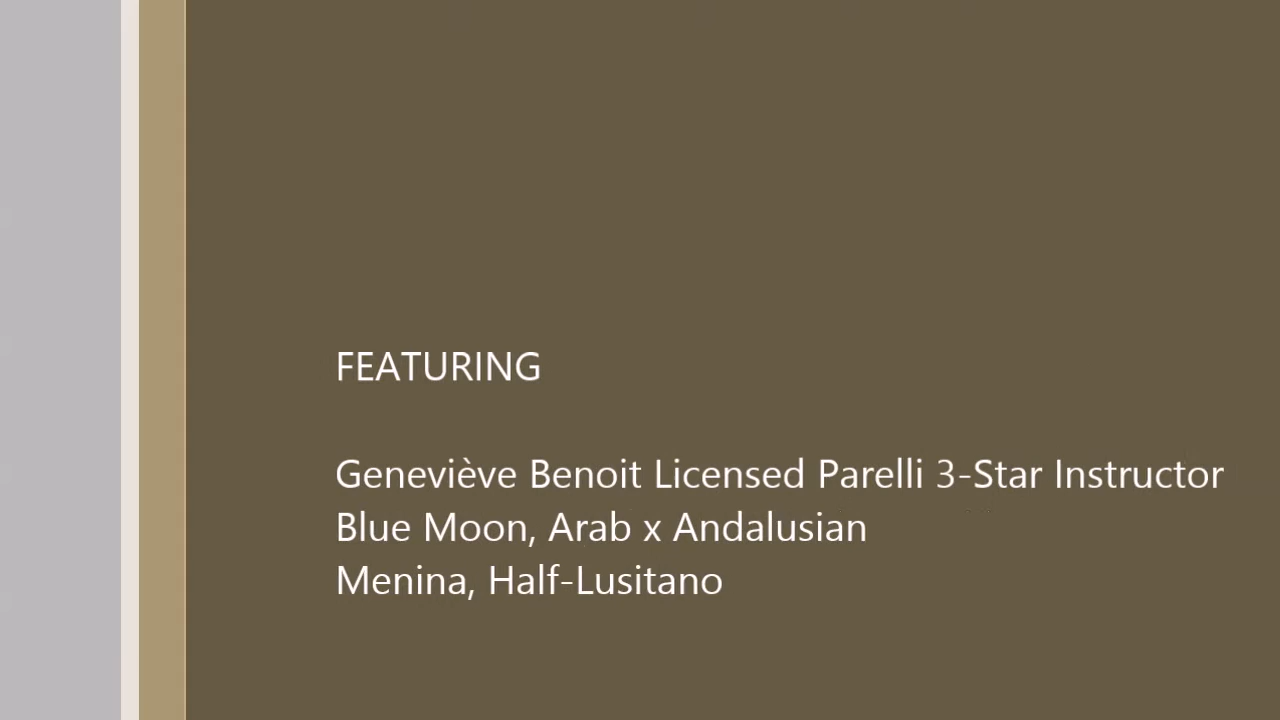 FEATURING
Geneviève Benoit Licensed Parelli 3-Star Instructor
Blue Moon, Arab x Andalusian
Menina, Half-Lusitano